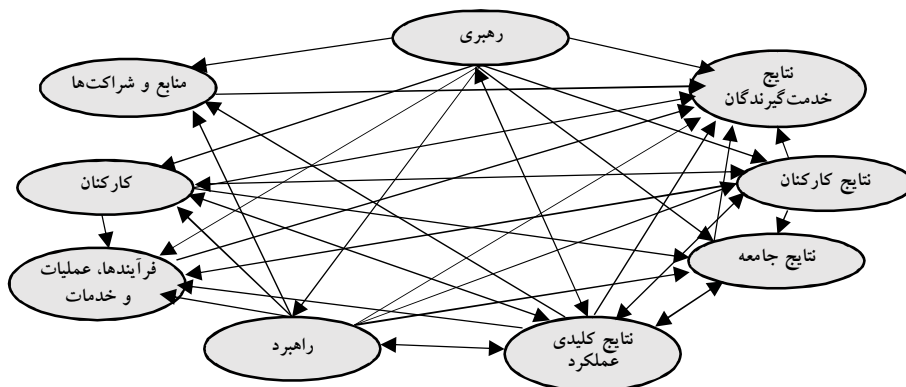 رهبری
نتایج
خدمت‌گیرندگان
منابع و شراکت‌ها
نتایج کارکنان
کارکنان
نتایج جامعه
فرآیندها، عملیات
و خدمات
نتایج کلیدی
عملکرد
راهبرد